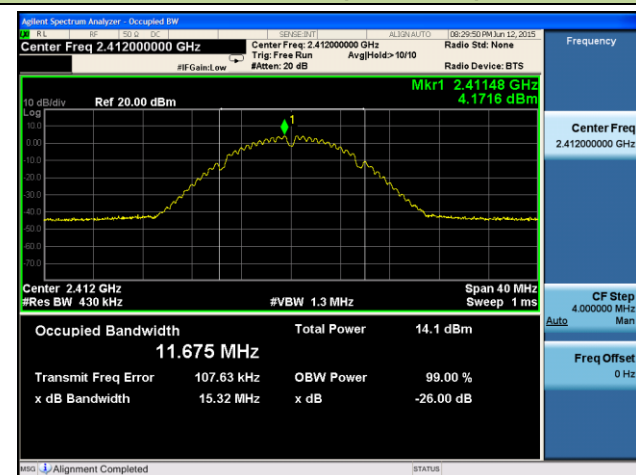 Agilent Spectrum Analyzer - Occupied BW
RL RF 50 Ω DC SENSE:INT ALIGN AUTO 08:29:50 PM Jun 12, 2015
Center Freq 2.412000000 GHz Center Freq: 2.412000000 GHz Radio Std: None Frequency
Trig: Free Run Avg|Hold:>10/10
#IFGain:Low #Atten: 20 dB Radio Device: BTS
Mkr1 2.41148 GHz
10 dB/div Ref 20.00 dBm 4.1716 dBm
Log
10.0
1
0.00
-10.0
-20.0
-30.0
-40.0
-50.0
-60.0
-70.0
Center Freq
2.412000000 GHz
Center 2.412 GHz Span 40 MHz
#Res BW 430 kHz #VBW 1.3 MHz Sweep 1 ms
CF Step
4.000000 MHz
Auto Man
Occupied Bandwidth Total Power 14.1 dBm
11.675 MHz
Freq Offset
0 Hz
Transmit Freq Error 107.63 kHz OBW Power 99.00 %
x dB Bandwidth 15.32 MHz x dB -26.00 dB
MSG Alignment Completed STATUS